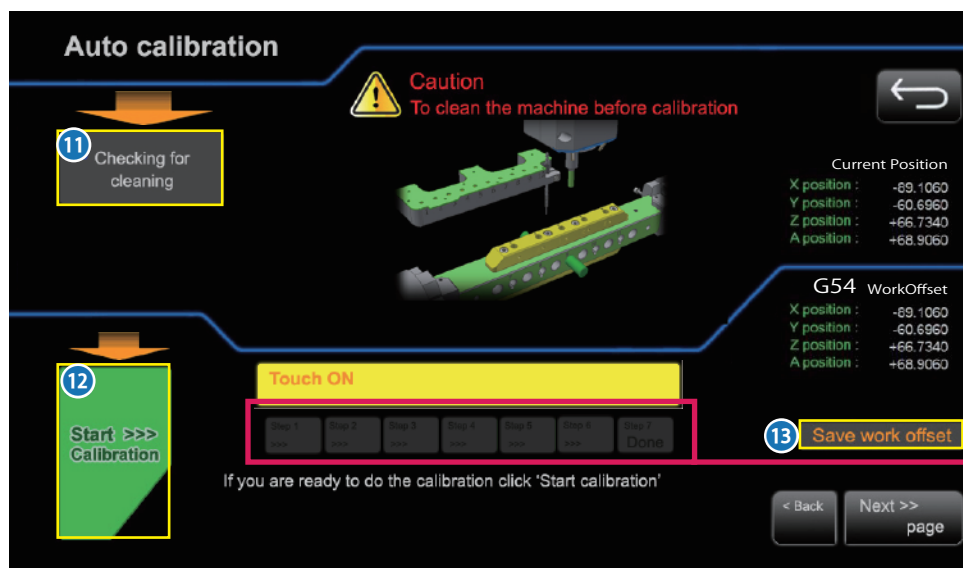 Auto calibration
Caution
To clean the machine before calibration
11
Checking for
cleaning
Current Position
X position : -89.1060
Y position : -60.6960
Z position : +66.7340
A position : +68.9060
G54 WorkOffset
X position : -89.1060
Y position : -60.6960
Z position : +66.7340
A position : +68.9060
12
Start >>>
Calibration
Touch ON
Step 1 Step 2 Step 3 Step 4 Step 5 Step 6 Step 7
>>> >>> >>> >>> >>> >>> Done
13 Save work offset
If you are ready to do the calibration click ‘Start calibration’
< Back
Next >>
page